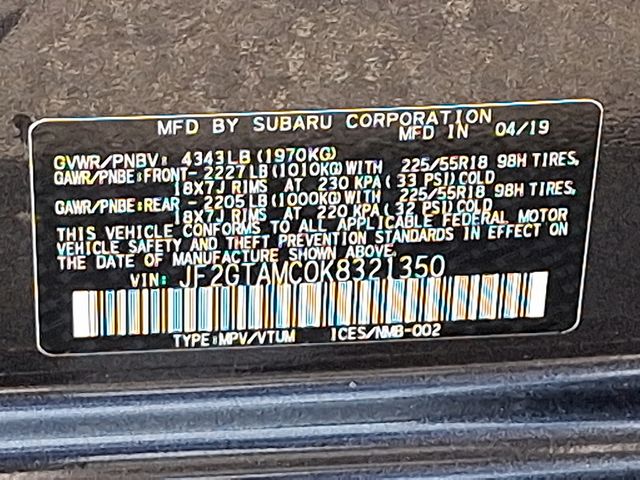 MFD BY SUBARU CORPORATION
MFD IN 04/19
GVWR/PNBV: 4343LB (1970KG)
GAWR/PNBE:FRONT- 2227LB (1010KG) WITH 225/55R18 98H TIRES,
18X7J RIMS AT 230 KPA ( 33 PSI) COLD
GAWR/PNBE:REAR - 2205LB (1000KG) WITH 225/55R18 98H TIRES,
18X7J RIMS AT 220 KPA ( 32 PSI) COLD
THIS VEHICLE CONFORMS TO ALL APPLICABLE FEDERAL MOTOR
VEHICLE SAFETY AND THEFT PREVENTION STANDARDS IN EFFECT ON
THE DATE OF MANUFACTURE SHOWN ABOVE.
VIN: JF2GTAMC0K8321350
TYPE:MPV/VTUM ICES/NMB-002